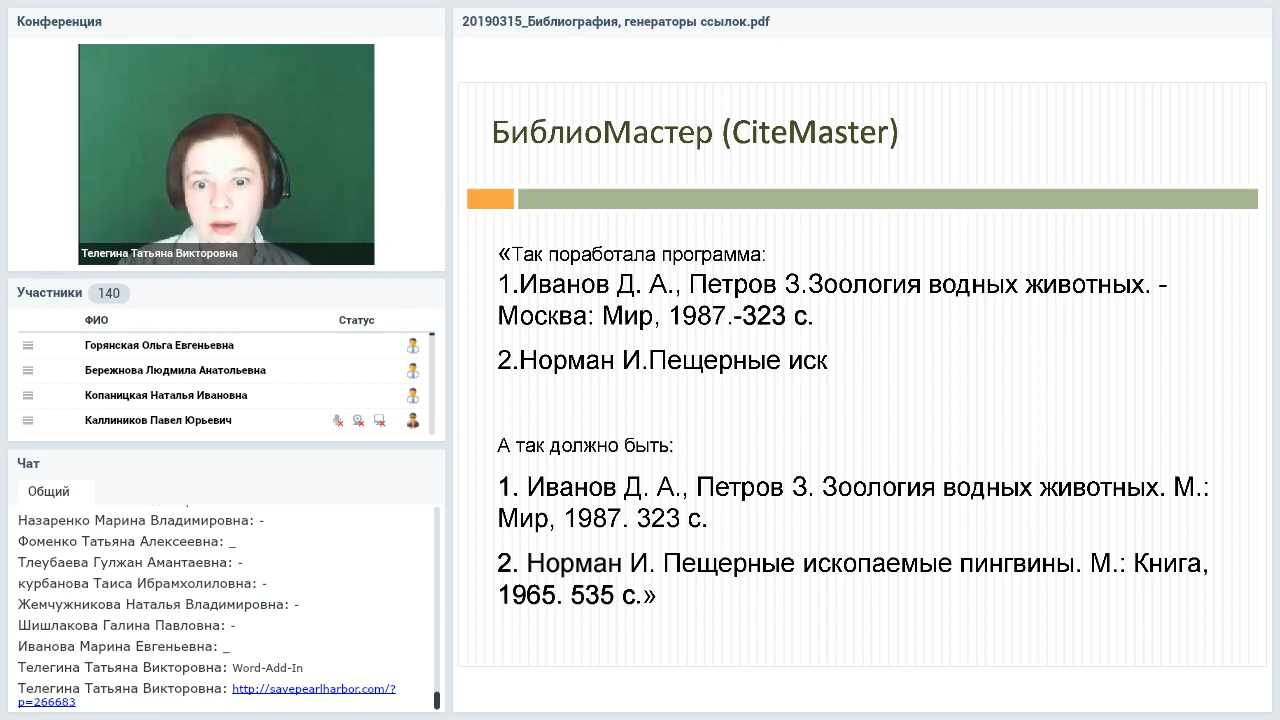 Конференция
Телегина Татьяна Викторовна
Участники 140
ФИО Статус
Горянская Ольга Евгеньевна
Бережнова Людмила Анатольевна
Копаницкая Наталья Ивановна
Каллиников Павел Юрьевич
Чат
Общий
Назаренко Марина Владимировна: -
Фоменко Татьяна Алексеевна: _
Тлеубаева Гулжан Амантаевна: -
курбанова Таиса Ибрамхолиловна: -
Жемчужникова Наталья Владимировна: -
Шишлакова Галина Павловна: -
Иванова Марина Евгеньевна: _
Телегина Татьяна Викторовна: Word-Add-In
Телегина Татьяна Викторовна: http://savepearlharbor.com/?
p=266683
20190315_Библиография, генераторы ссылок.pdf
БиблиоМастер (CiteMaster)
«Так поработала программа:
1.Иванов Д. А., Петров З.Зоология водных животных. -
Москва: Мир, 1987.-323 с.
2.Норман И.Пещерные иск
А так должно быть:
1. Иванов Д. А., Петров З. Зоология водных животных. М.:
Мир, 1987. 323 с.
2. Норман И. Пещерные ископаемые пингвины. М.: Книга,
1965. 535 с.»